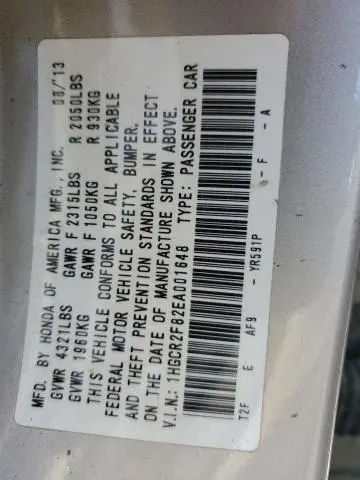 MFD. BY HONDA OF AMERICA MFG., INC. 08/13
GVWR 4321LBS GAWR F 2315LBS R 2050LBS
GVWR 1960KG GAWR F 1050KG R 930KG
THIS VEHICLE CONFORMS TO ALL APPLICABLE
FEDERAL MOTOR VEHICLE SAFETY, BUMPER,
AND THEFT PREVENTION STANDARDS IN EFFECT
ON THE DATE OF MANUFACTURE SHOWN ABOVE.
V.I.N.: 1HGCR2F82EA001648 TYPE: PASSENGER CAR
T2F E AF9 - YR591P - F - A